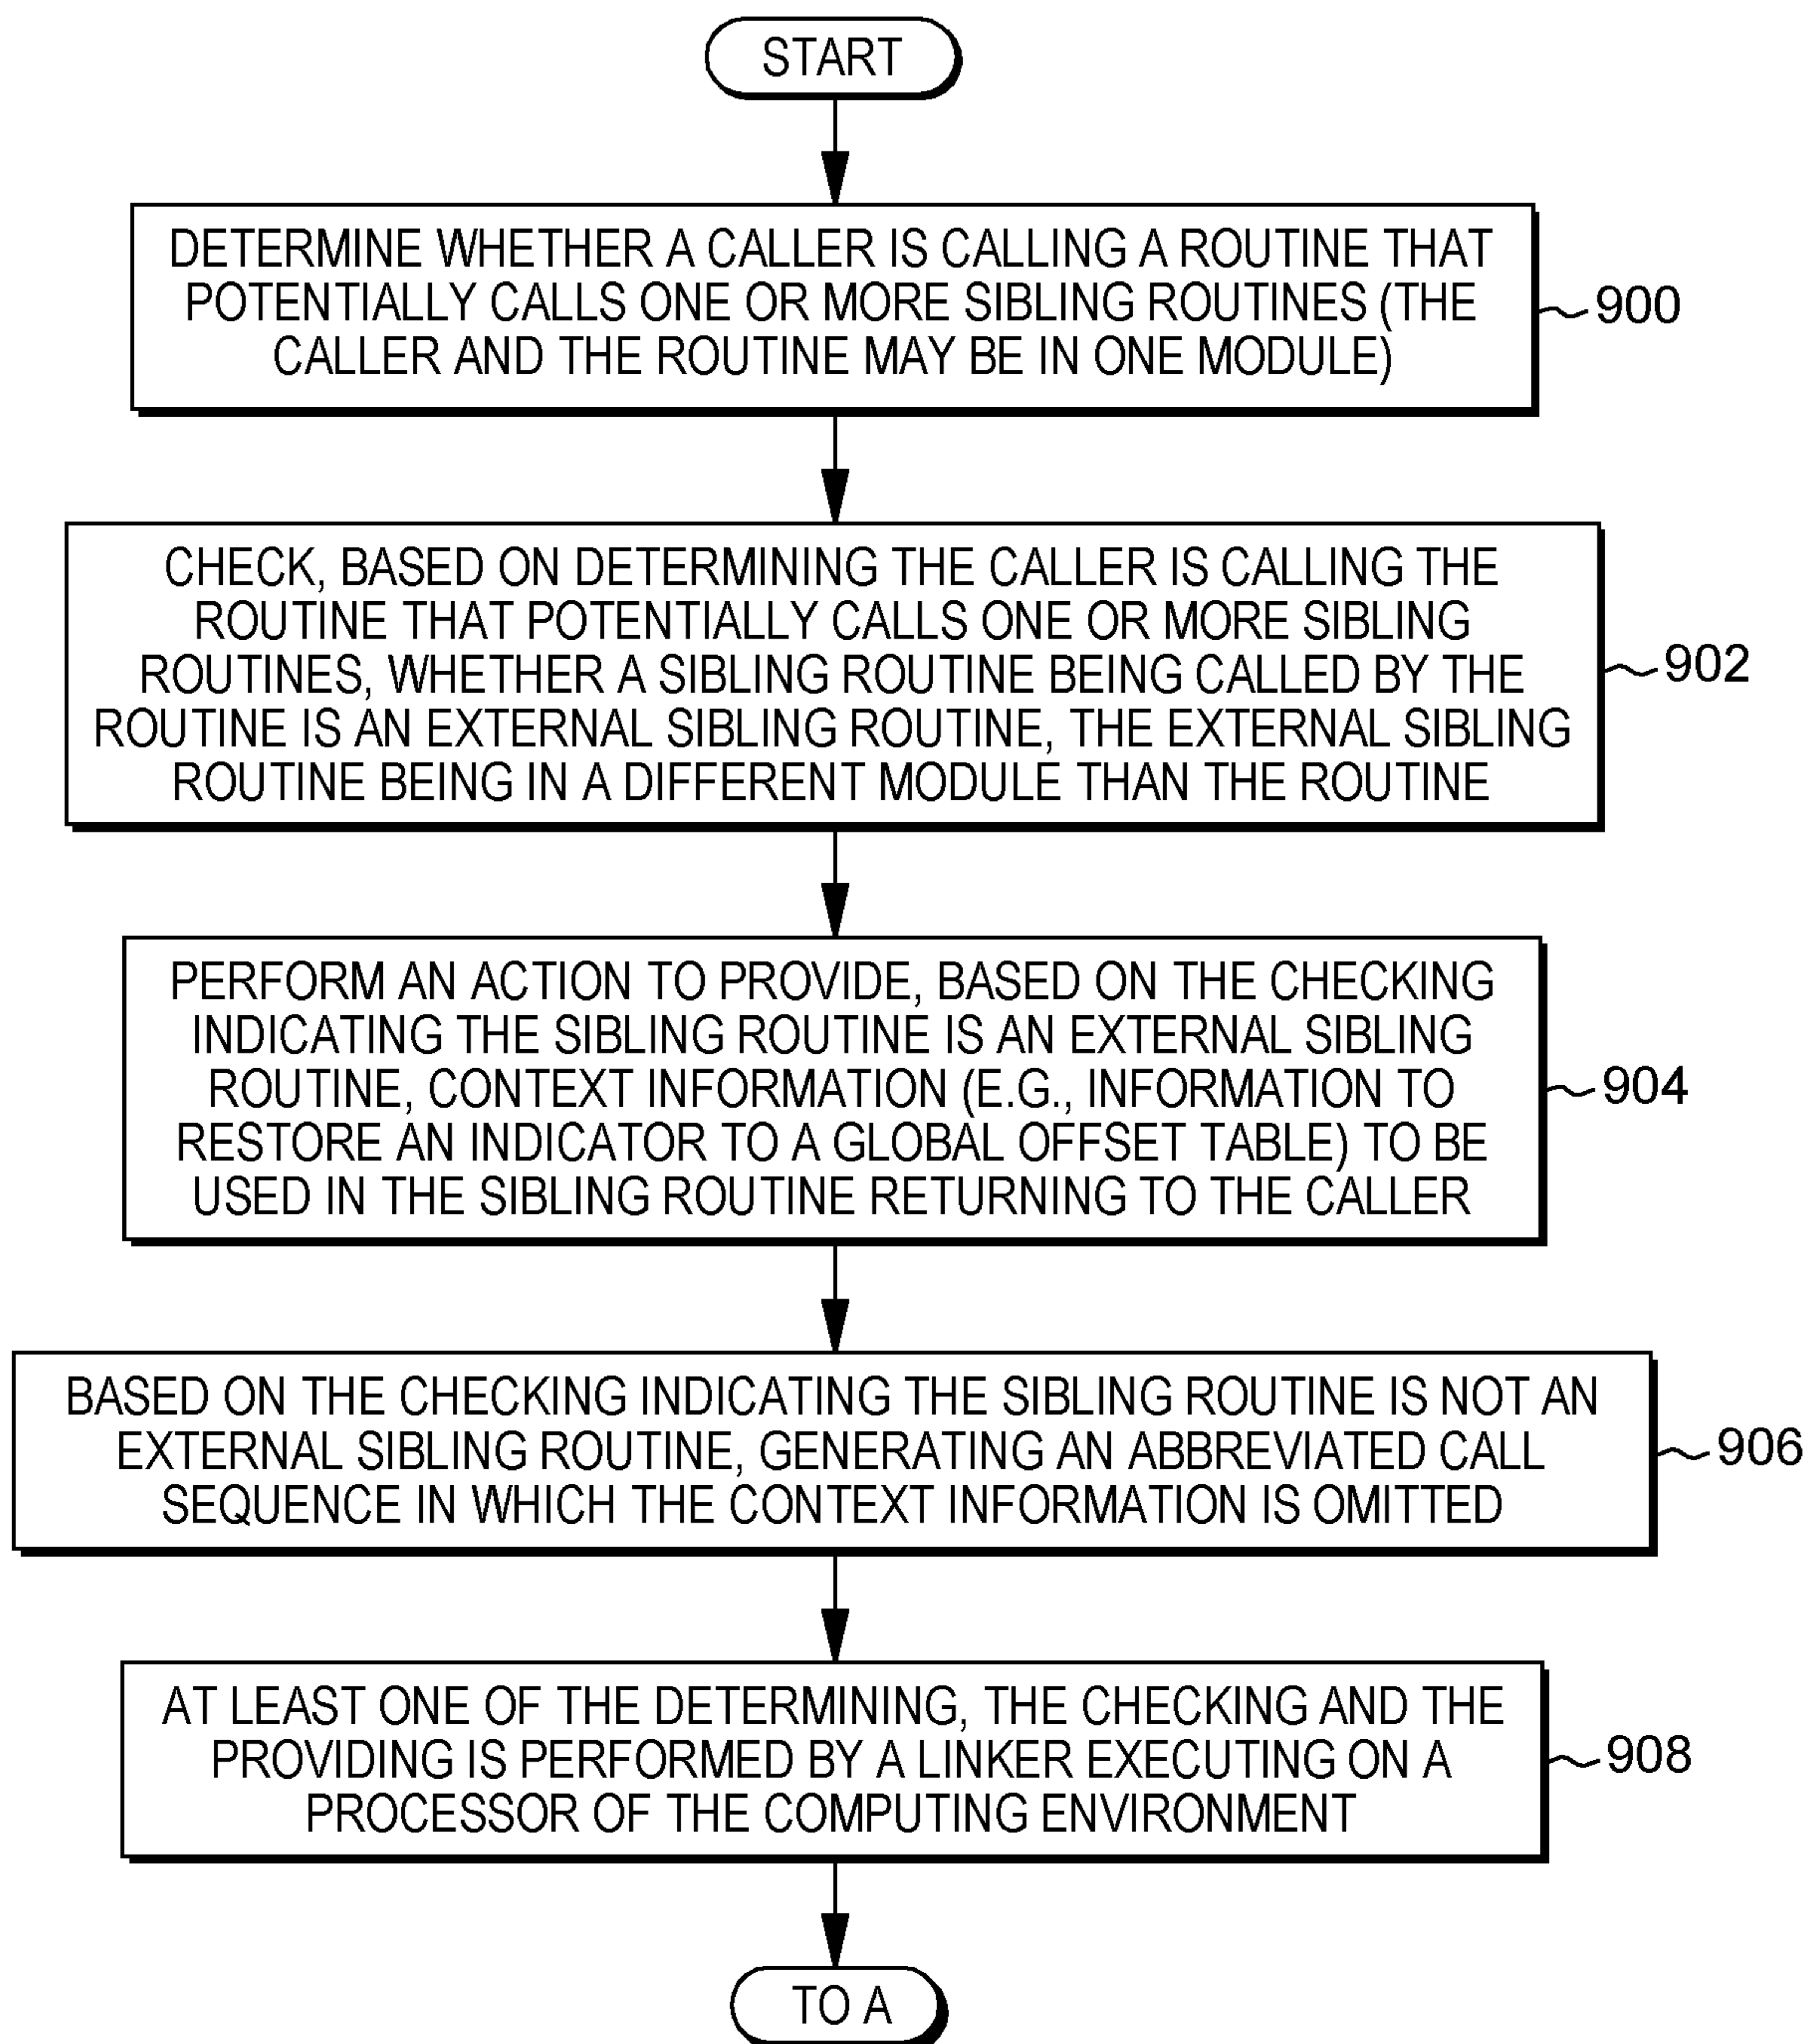 START
DETERMINE WHETHER A CALLER IS CALLING A ROUTINE THAT
POTENTIALLY CALLS ONE OR MORE SIBLING ROUTINES (THE
CALLER AND THE ROUTINE MAY BE IN ONE MODULE)
900
CHECK, BASED ON DETERMINING THE CALLER IS CALLING THE
ROUTINE THAT POTENTIALLY CALLS ONE OR MORE SIBLING
ROUTINES, WHETHER A SIBLING ROUTINE BEING CALLED BY THE
ROUTINE IS AN EXTERNAL SIBLING ROUTINE, THE EXTERNAL SIBLING
ROUTINE BEING IN A DIFFERENT MODULE THAN THE ROUTINE
902
PERFORM AN ACTION TO PROVIDE, BASED ON THE CHECKING
INDICATING THE SIBLING ROUTINE IS AN EXTERNAL SIBLING
ROUTINE, CONTEXT INFORMATION (E.G., INFORMATION TO
RESTORE AN INDICATOR TO A GLOBAL OFFSET TABLE) TO BE
USED IN THE SIBLING ROUTINE RETURNING TO THE CALLER
904
BASED ON THE CHECKING INDICATING THE SIBLING ROUTINE IS NOT AN
EXTERNAL SIBLING ROUTINE, GENERATING AN ABBREVIATED CALL
SEQUENCE IN WHICH THE CONTEXT INFORMATION IS OMITTED
906
AT LEAST ONE OF THE DETERMINING, THE CHECKING AND THE
PROVIDING IS PERFORMED BY A LINKER EXECUTING ON A
PROCESSOR OF THE COMPUTING ENVIRONMENT
908
TO A